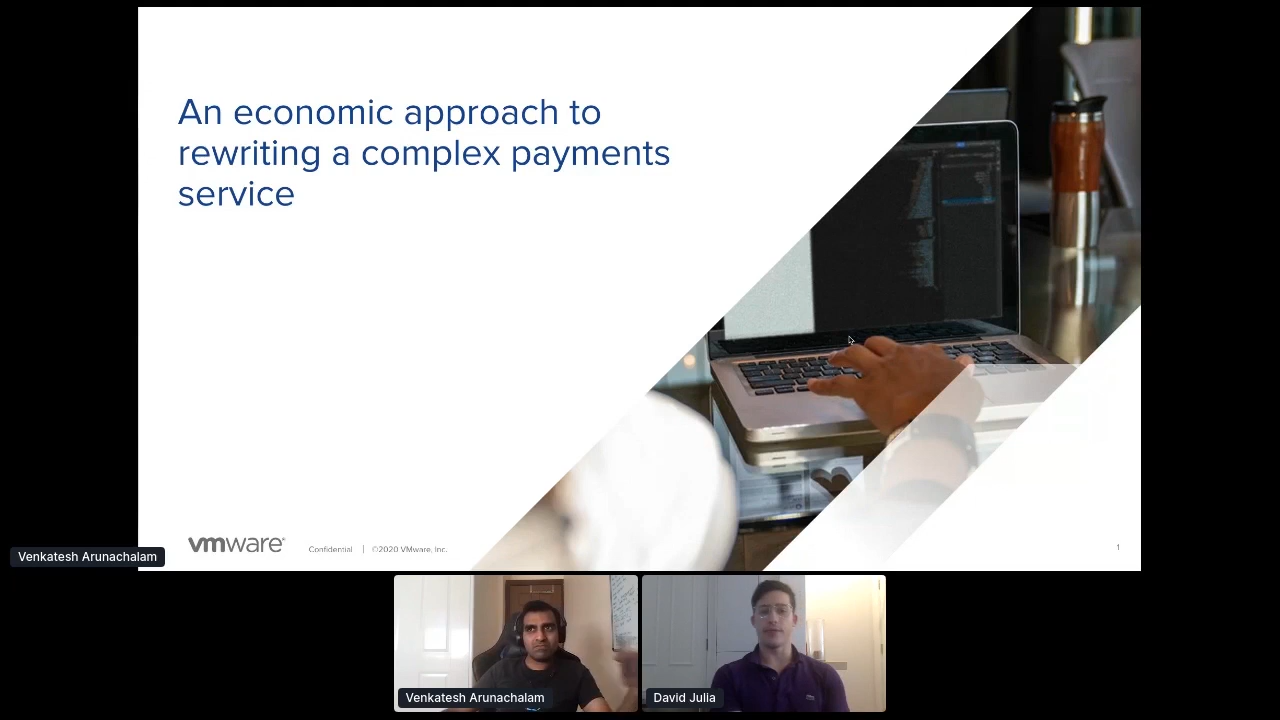 An economic approach to
rewriting a complex payments
service
vmware®
Confidential | ©2020 VMware, Inc.
1
Venkatesh Arunachalam
Venkatesh Arunachalam
David Julia